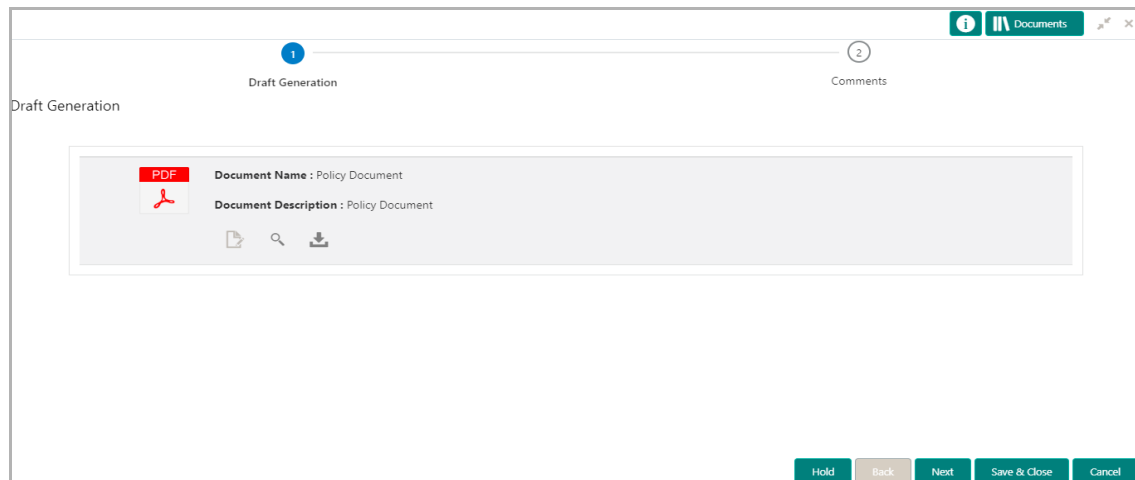 i Documents
1 2
Draft Generation Comments
Draft Generation
PDF
Document Name : Policy Document
Document Description : Policy Document
Hold Back Next Save & Close Cancel